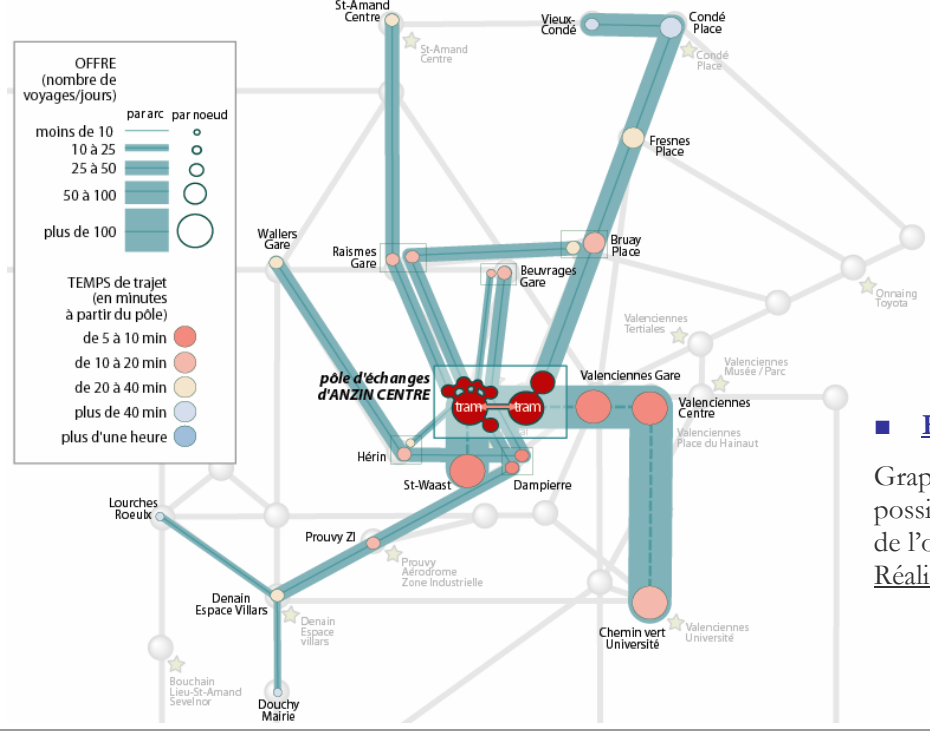 St-Amand
Centre
St-Amand
Centre
Vieux-
Condé
Condé
Place
Condé
Place
OFFRE
(nombre de
voyages/jours)
par arc par noeud
moins de 10
10 à 25
25 à 50
50 à 100
plus de 100
TEMPS de trajet
(en minutes
à partir du pôle)
de 5 à 10 min
de 10 à 20 min
de 20 à 40 min
plus de 40 min
plus d'une heure
Fresnes
Place
Wallers
Gare
Raismes
Gare
Bruay
Place
Beuvrages
Gare
Onnaing
Toyota
Valenciennes
Tertiales
Valenciennes
Musée / Parc
pôle d'échanges
d'ANZIN CENTRE
tram
tram
Valenciennes Gare
Valenciennes
Centre
Valenciennes
Place du Hainaut
Hérin
St-Waast
Dampierre
Lourches
Roeulx
Prouvy ZI
Prouvy
Aérodrome
Zone Industrielle
Denain
Espace Villars
Denain
Espace
villars
Chemin vert
Université
Valenciennes
Université
Bouchain
Lieu-St-Amand
Sevelnor
Douchy
Mairie
Grap
possi
de l'o
Réali